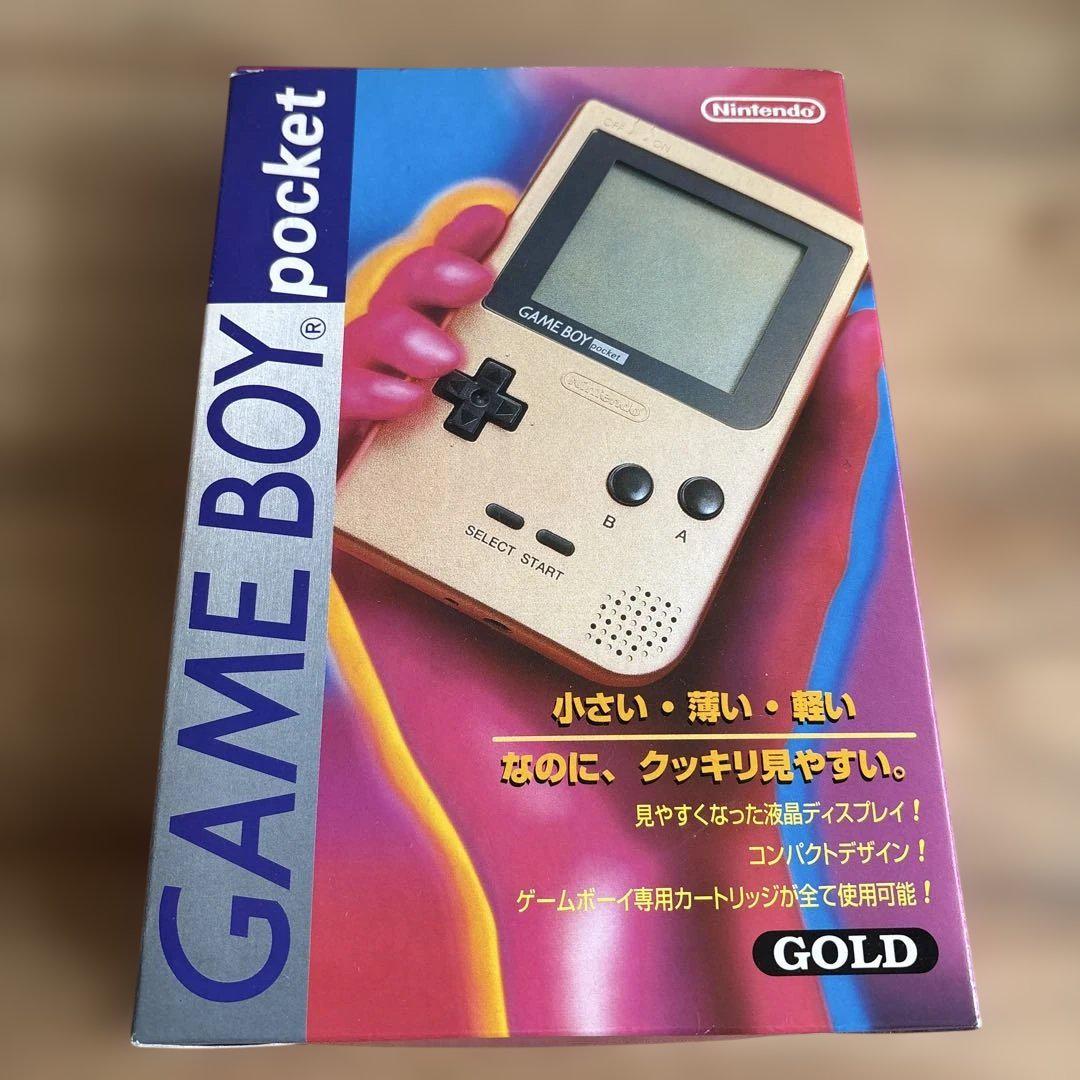 GAME BOY® pocket
Nintendo®
OFF ON
GAME BOY pocket
Nintendo
B
A
SELECT START
小さい・薄い・軽い
なのに、クッキリ見やすい。
見やすくなった液晶ディスプレイ!
コンパクトデザイン!
ゲームボーイ専用カートリッジが全て使用可能!
GOLD